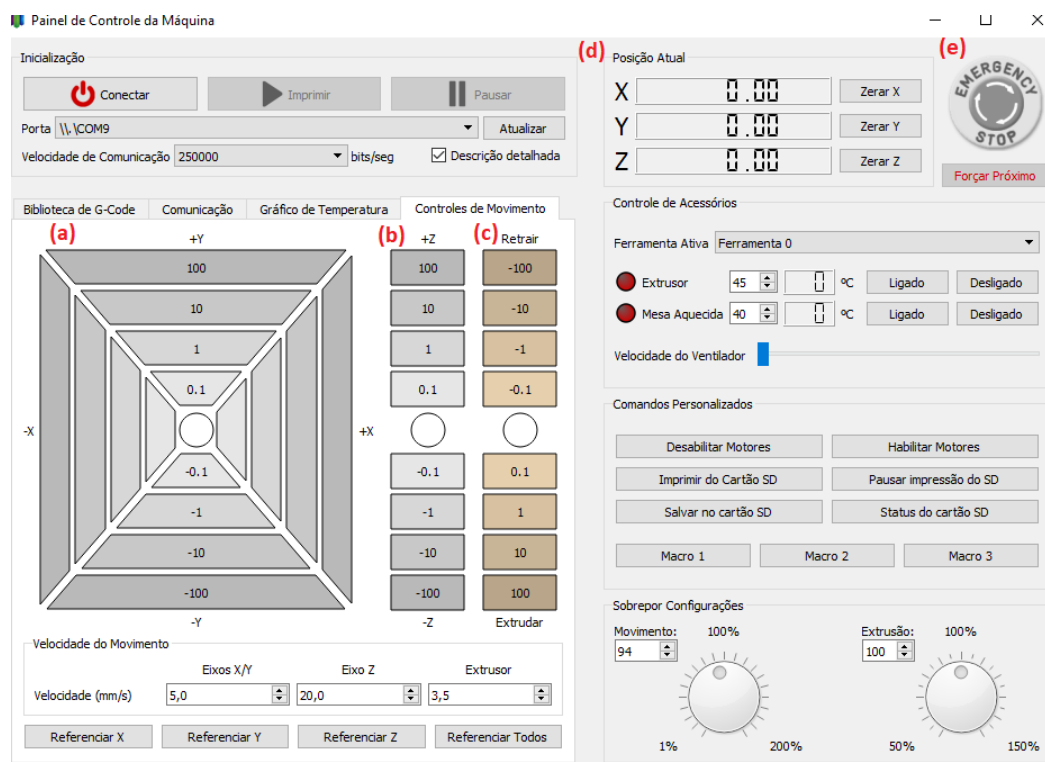 Painel de Controle da Máquina
Inicialização
Conectar
Imprimir
Pausar
Porta \\.\COM9
Atualizar
Velocidade de Comunicação 250000 bits/seg
Descrição detalhada
(d)
Posição Atual
X 0.00 Zerar X
Y 0.00 Zerar Y
Z 0.00 Zerar Z
(e)
EMERGENCY
STOP
Forçar Próximo
Biblioteca de G-Code Comunicação Gráfico de Temperatura Controles de Movimento
(a) +Y
100
10
1
0.1
-X +X
-0.1
-1
-10
-100
-Y
(b) +Z
100
10
1
0.1
-0.1
-1
-10
-100
-Z
(c) Retrair
-100
-10
-1
-0.1
0.1
1
10
100
Extrudar
Velocidade do Movimento
Eixos X/Y Eixo Z Extrusor
Velocidade (mm/s) 5,0 20,0 3,5
Referenciar X Referenciar Y Referenciar Z Referenciar Todos
Controle de Acessórios
Ferramenta Ativa Ferramenta 0
Extrusor 45 0 ºC Ligado Desligado
Mesa Aquecida 40 0 ºC Ligado Desligado
Velocidade do Ventilador
Comandos Personalizados
Desabilitar Motores Habilitar Motores
Imprimir do Cartão SD Pausar impressão do SD
Salvar no cartão SD Status do cartão SD
Macro 1 Macro 2 Macro 3
Sobrepor Configurações
Movimento: 100%
94
1% 200%
Extrusão: 100%
100
50% 150%